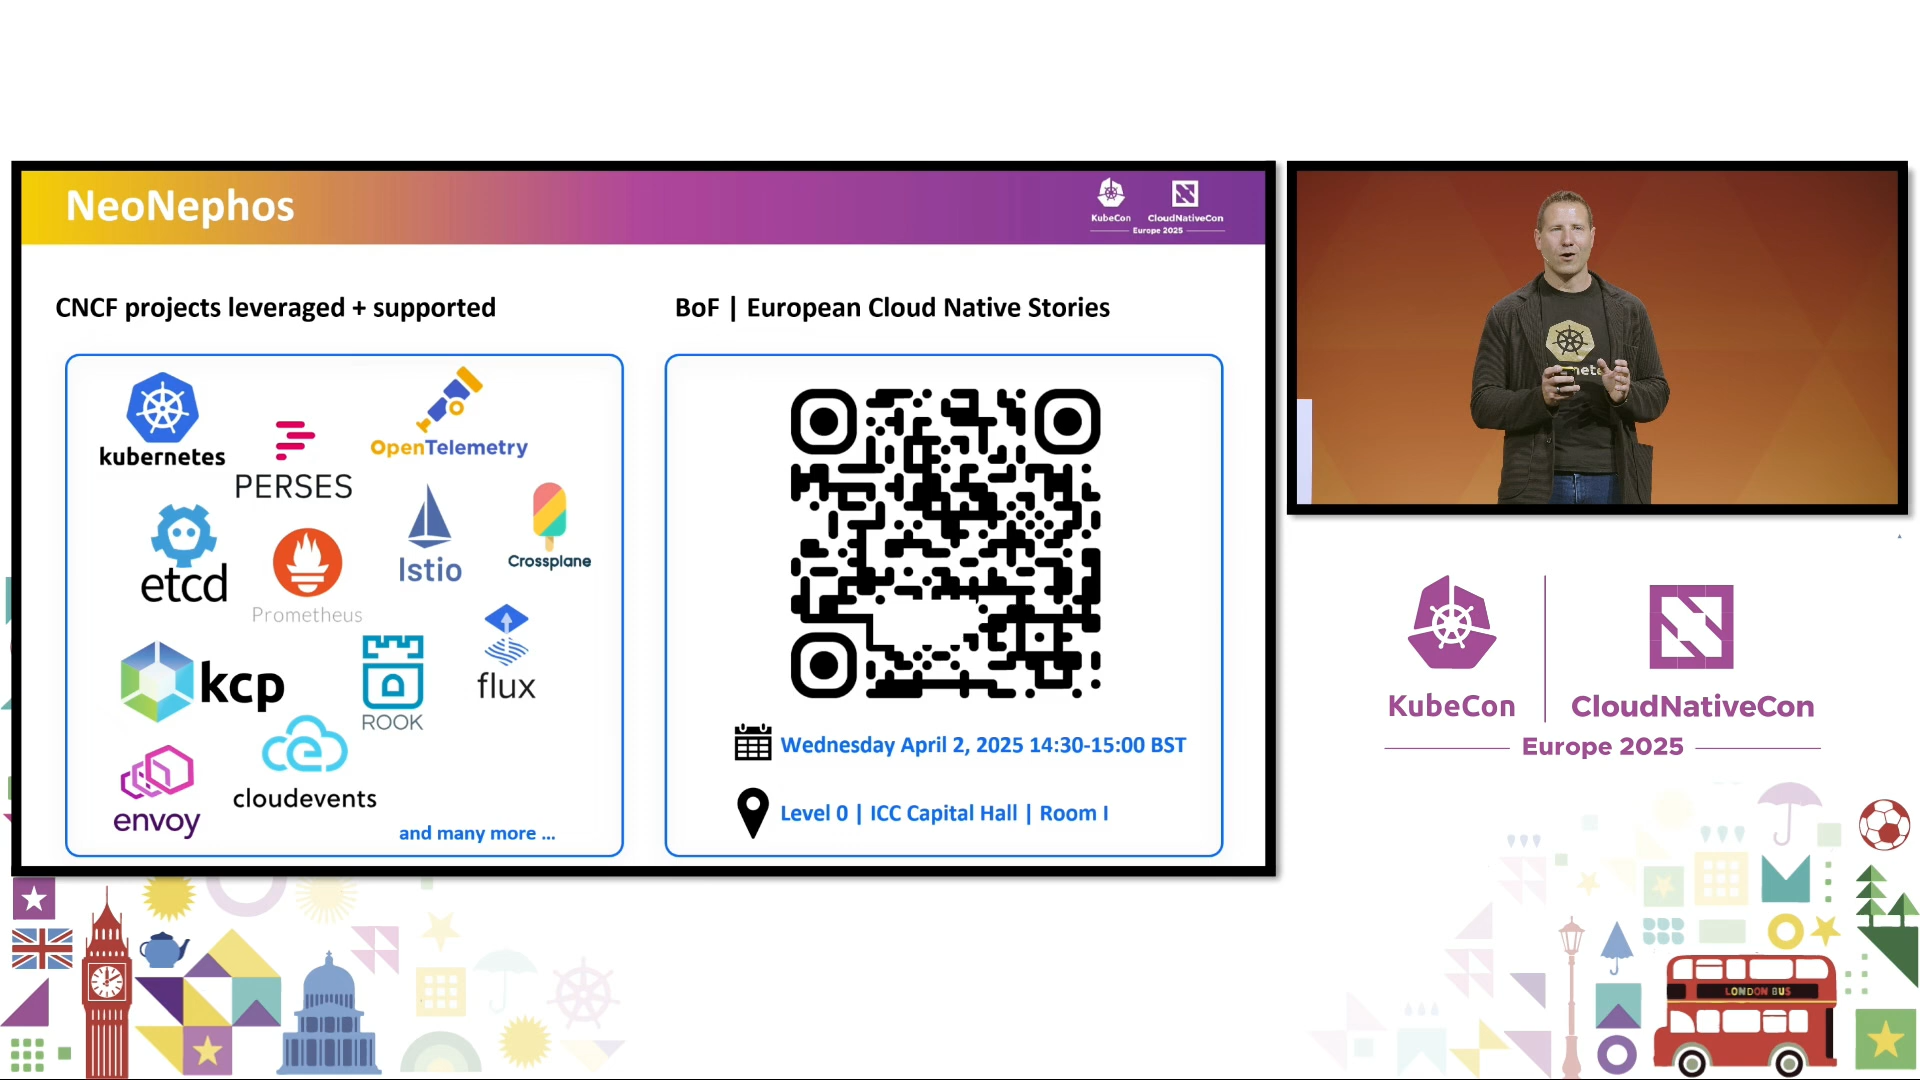 NeoNephos
KubeCon
CloudNativeCon
Europe 2025
CNCF projects leveraged + supported
BoF | European Cloud Native Stories
kubernetes
PERSES
OpenTelemetry
etcd
Prometheus
Istio
Crossplane
kcp
ROOK
flux
envoy
cloudevents
and many more ...
Wednesday April 2, 2025 14:30-15:00 BST
Level 0 | ICC Capital Hall | Room I
KubeCon
CloudNativeCon
Europe 2025
LONDON BUS